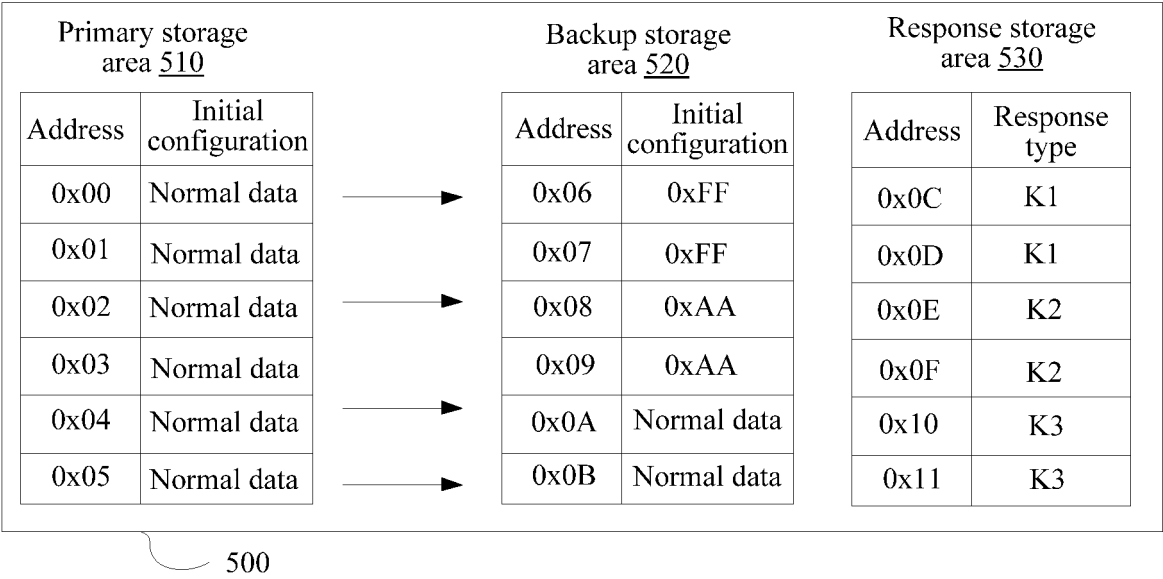 Primary storage
area 510
Address
Initial
configuration
0x00 Normal data
0x01 Normal data
0x02 Normal data
0x03 Normal data
0x04 Normal data
0x05 Normal data
Backup storage
area 520
Address
Initial
configuration
0x06 0xFF
0x07 0xFF
0x08 0xAA
0x09 0xAA
0x0A Normal data
0x0B Normal data
Response storage
area 530
Address
Response
type
0x0C K1
0x0D K1
0x0E K2
0x0F K2
0x10 K3
0x11 K3
500